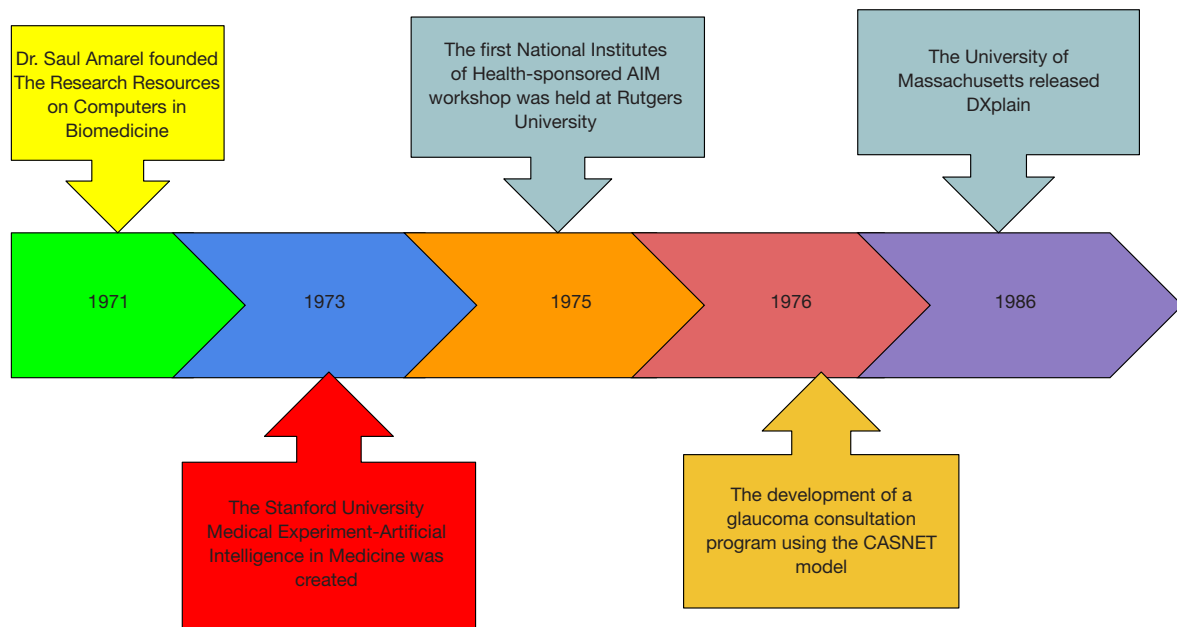 Dr. Saul Amarel founded
The Research Resources
on Computers in
Biomedicine
The first National Institutes
of Health-sponsored AIM
workshop was held at Rutgers
University
The University of
Massachusetts released
DXplain
1971
1973
1975
1976
1986
The Stanford University
Medical Experiment-Artificial
Intelligence in Medicine was
created
The development of a
glaucoma consultation
program using the CASNET
model